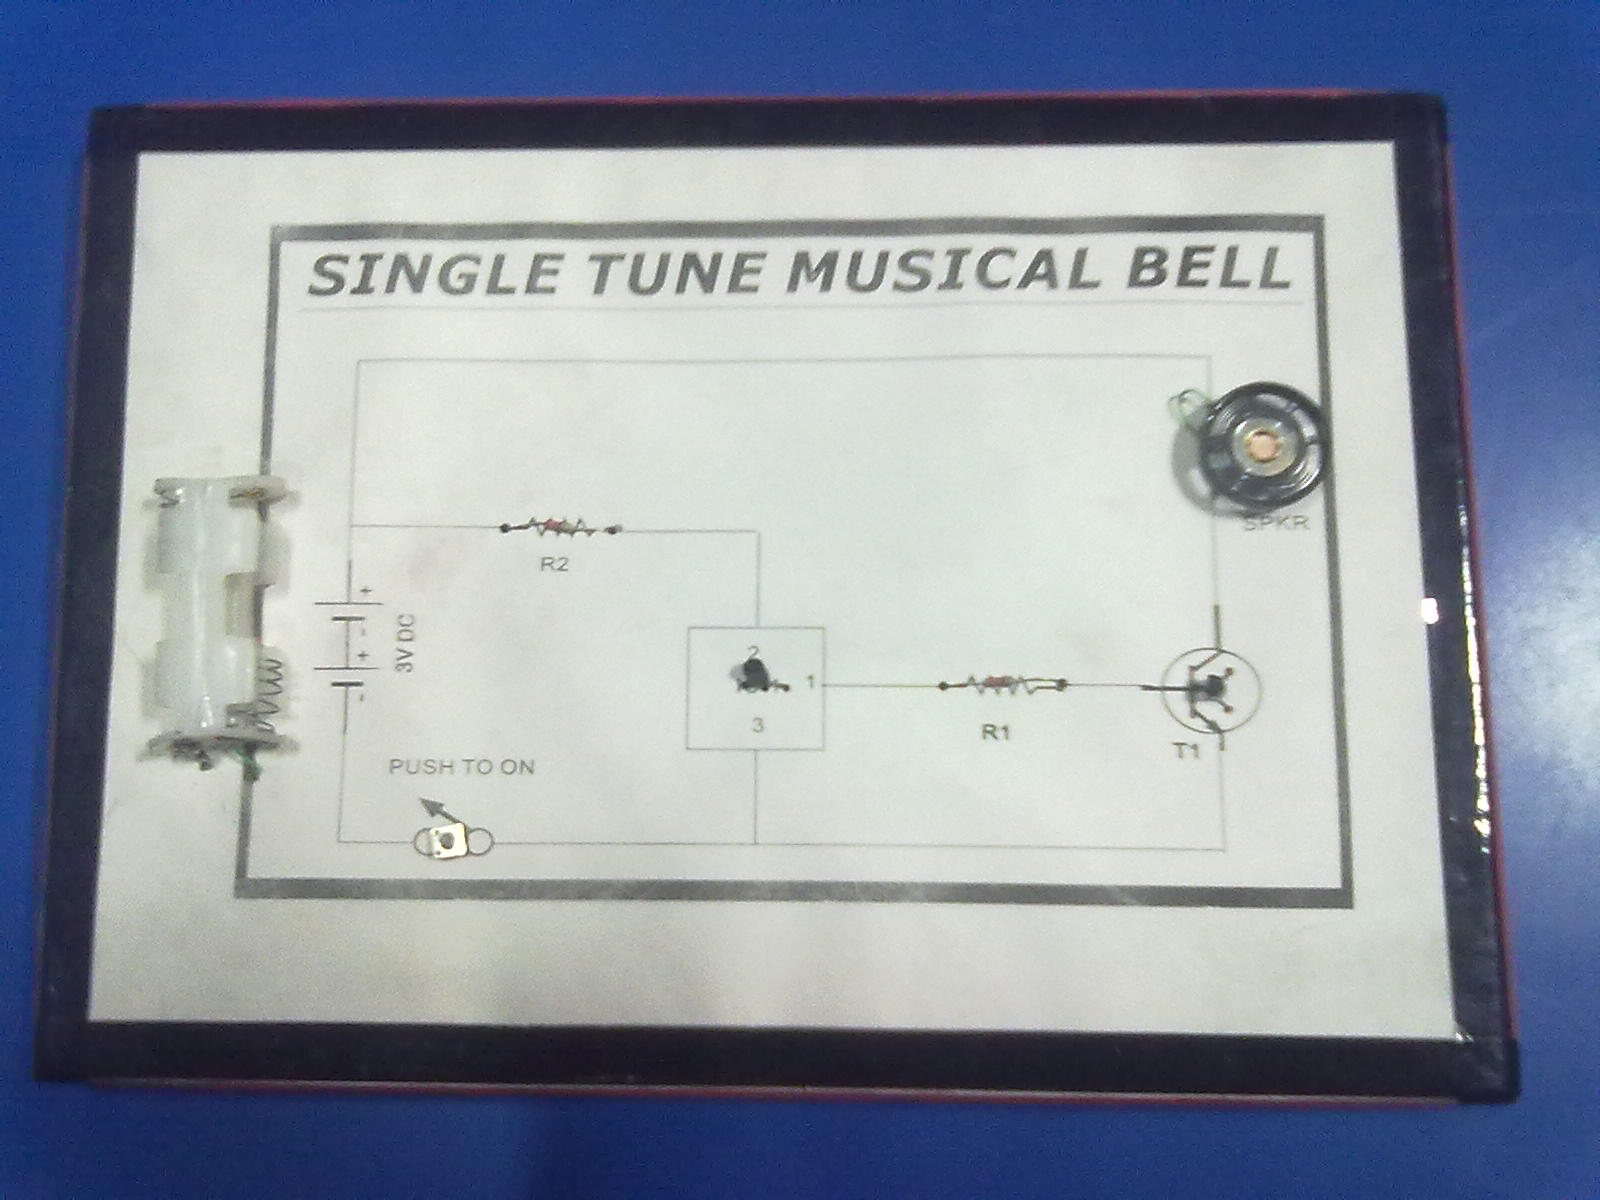 SINGLE TUNE MUSICAL BELL
SPKR
R2
+
-
+
-
3V DC
2
1
3
R1
T1
PUSH TO ON